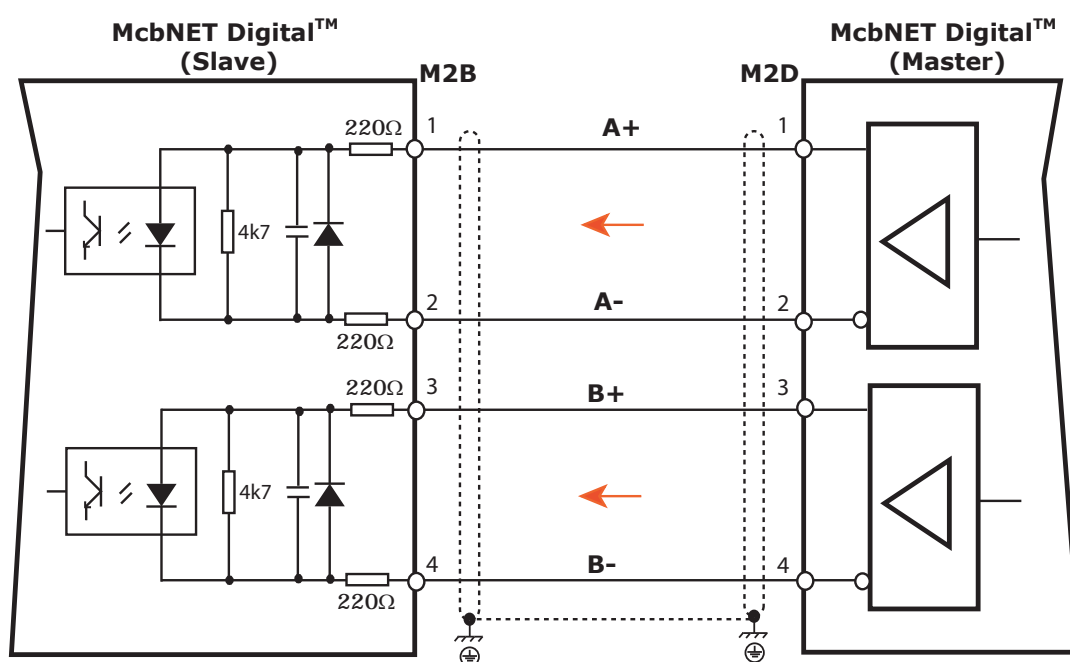 McbNET Digital™
(Slave)
McbNET Digital™
(Master)
M2B
M2D
220Ω
1
A+
1
4k7
2
A-
2
220Ω
220Ω
3
B+
3
4k7
4
B-
4
220Ω